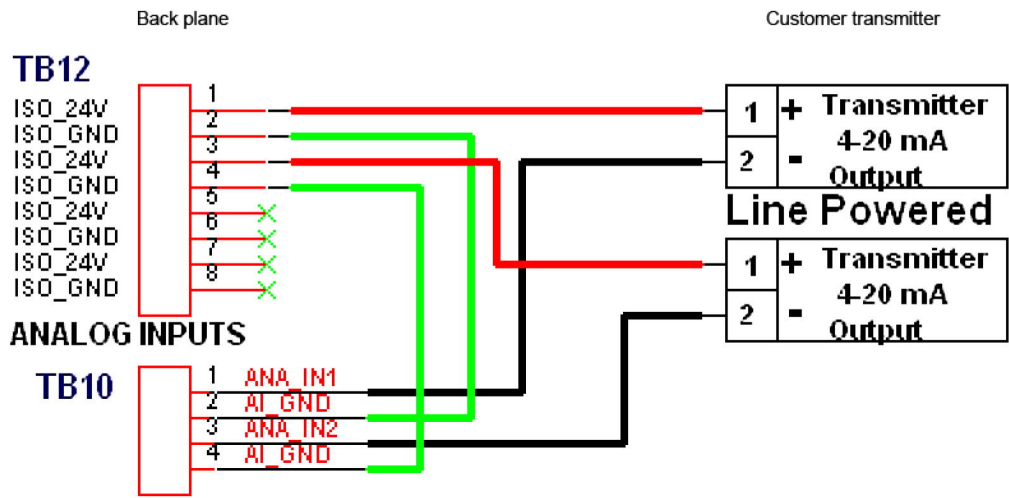 Back plane
Customer transmitter
TB12
1
ISO_24V
2
ISO_GND
3
ISO_24V
4
ISO_GND
5
ISO_24V
6
ISO_GND
7
ISO_24V
8
ISO_GND
1 + Transmitter
4-20 mA
2 - Output
Line Powered
1 + Transmitter
4-20 mA
2 - Output
ANALOG INPUTS
TB10
1 ANA_IN1
2 AI_GND
3 ANA_IN2
4 AI_GND